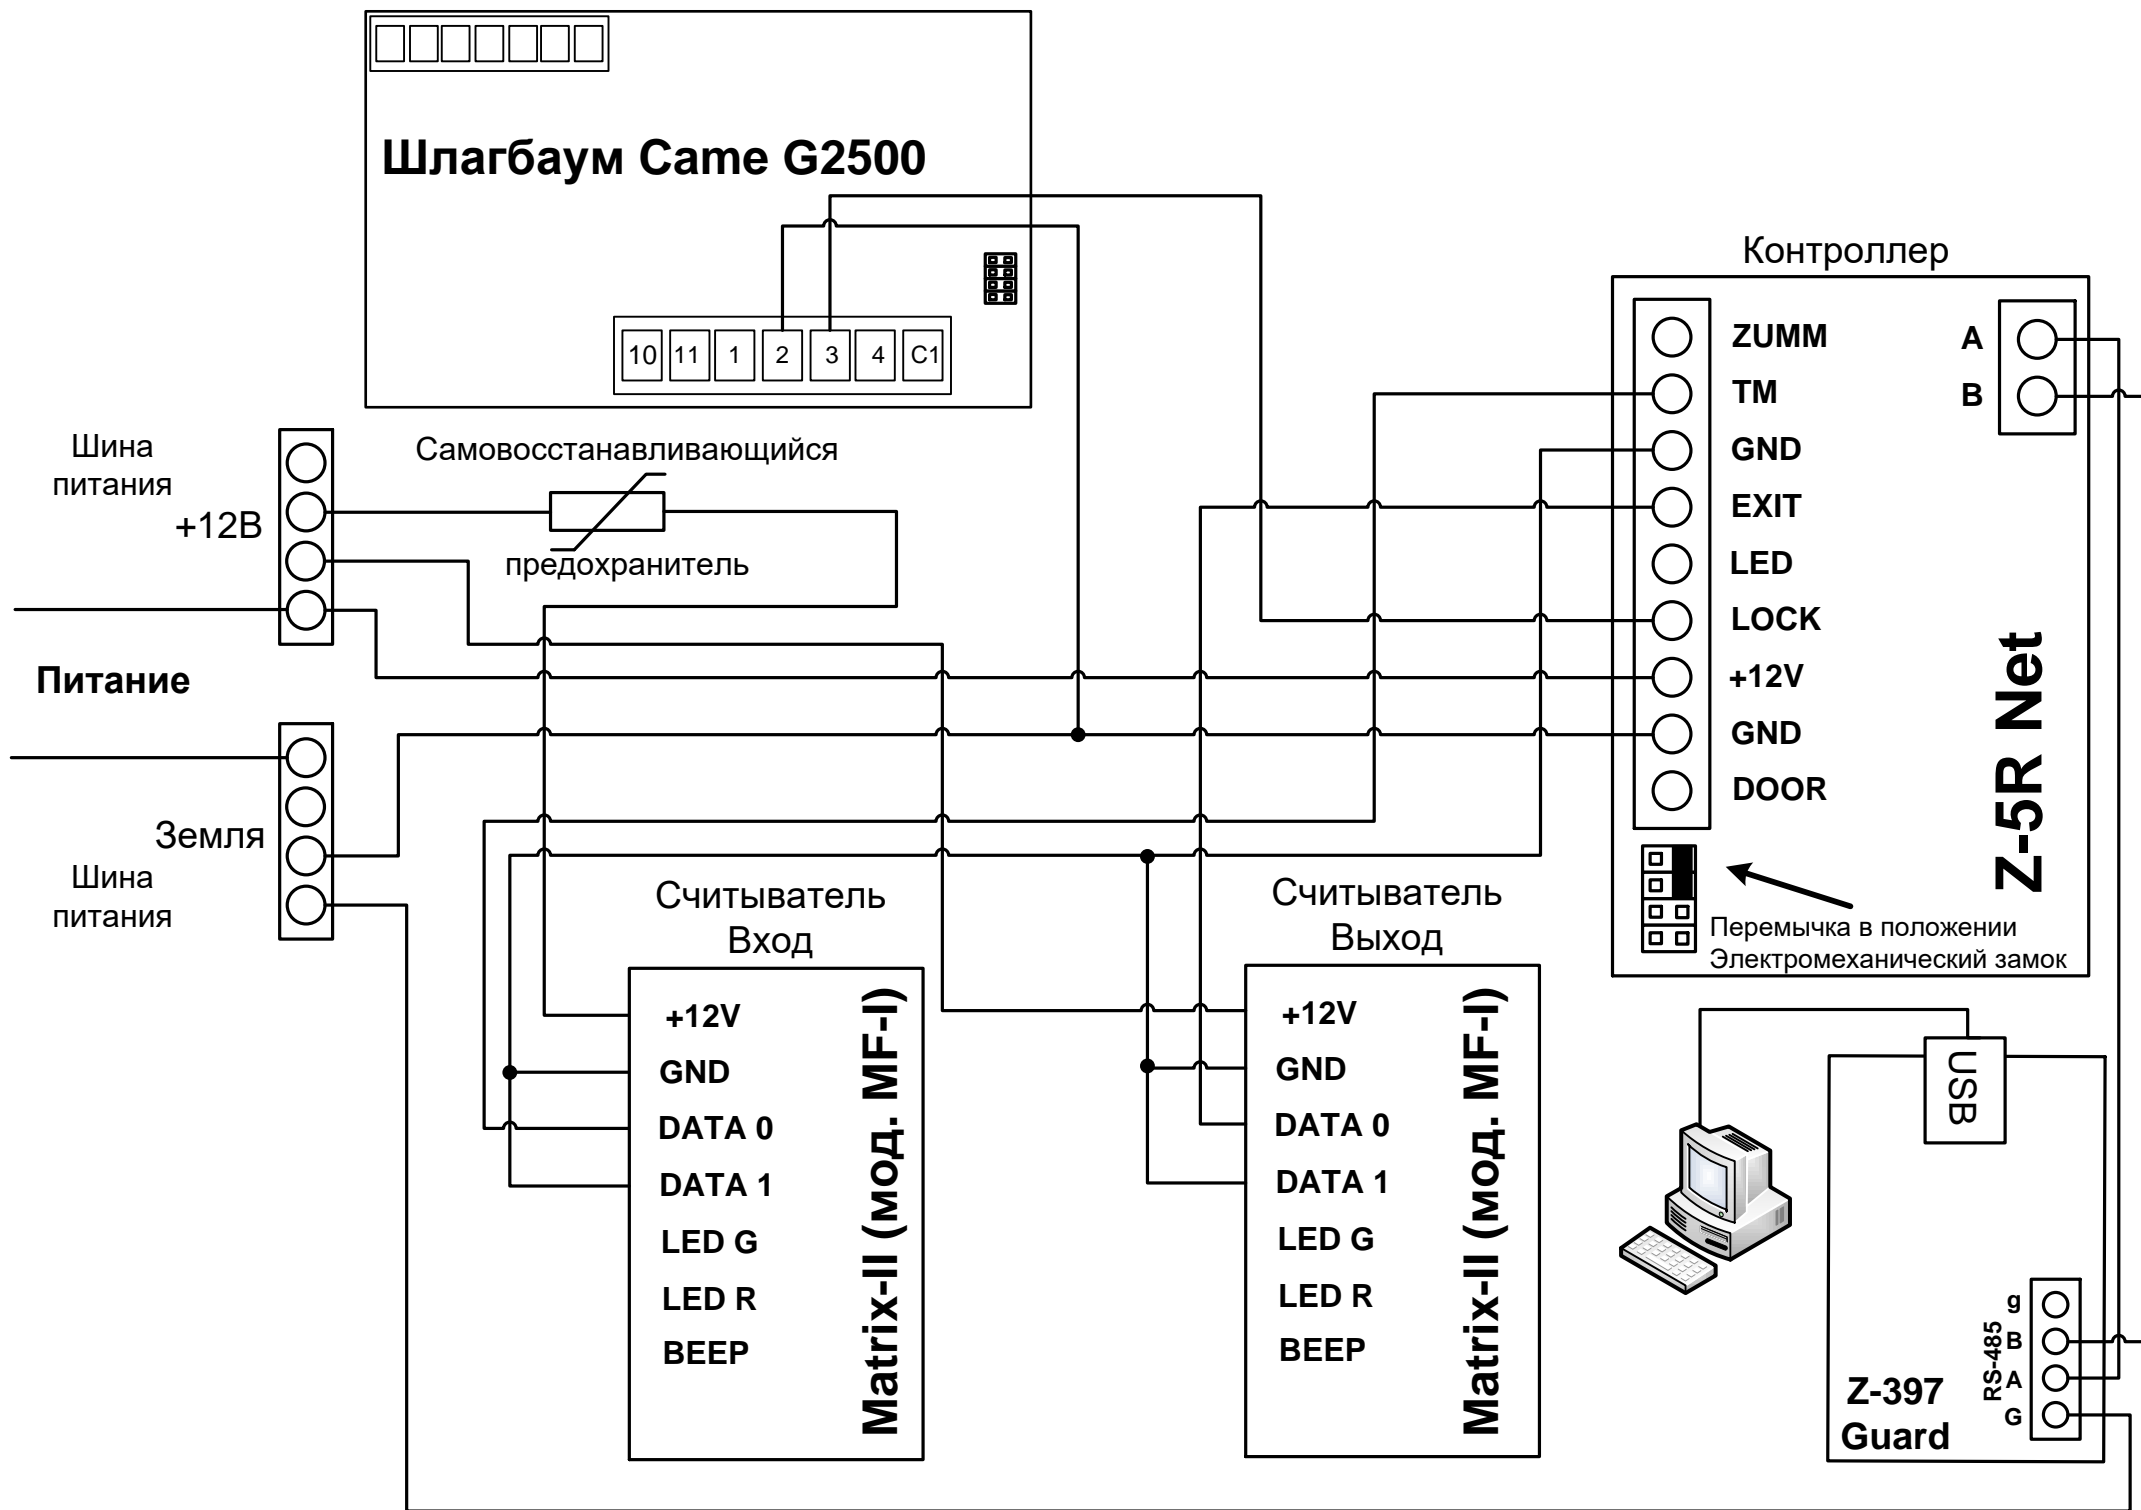 Шлагбаум Came G2500
10 11 1 2 3 4 C1
Шина
питания
+12В
Самовосстанавливающийся
предохранитель
Питание
Земля
Шина
питания
Контроллер
ZUMM
TM
GND
EXIT
LED
LOCK
+12V
GND
DOOR
A
B
Z-5R Net
Перемычка в положении
Электромеханический замок
Считыватель
Вход
+12V
GND
DATA 0
DATA 1
LED G
LED R
BEEP
Matrix-II (мод. MF-I)
Считыватель
Выход
+12V
GND
DATA 0
DATA 1
LED G
LED R
BEEP
Matrix-II (мод. MF-I)
USB
RS-485
g
B
A
G
Z-397
Guard